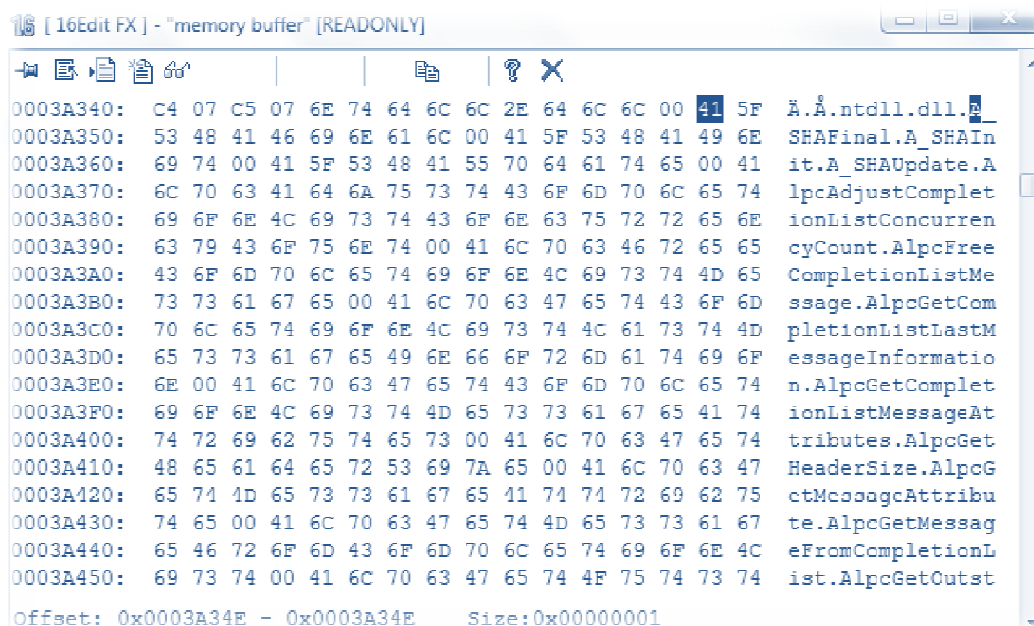 [ 16Edit FX ] - "memory buffer" [READONLY]
0003A340: C4 07 C5 07 6E 74 64 6C 6C 2E 64 6C 6C 00 41 5F Ä.Å.ntdll.dll.A_
0003A350: 53 48 41 46 69 6E 61 6C 00 41 5F 53 48 41 49 6E SHAFinal.A_SHAIn
0003A360: 69 74 00 41 5F 53 48 41 55 70 64 61 74 65 00 41 it.A_SHAUpdate.A
0003A370: 6C 70 63 41 64 6A 75 73 74 43 6F 6D 70 6C 65 74 lpcAdjustComplet
0003A380: 69 6F 6E 4C 69 73 74 43 6F 6E 63 75 72 72 65 6E ionListConcurren
0003A390: 63 79 43 6F 75 6E 74 00 41 6C 70 63 46 72 65 65 cyCount.AlpcFree
0003A3A0: 43 6F 6D 70 6C 65 74 69 6F 6E 4C 69 73 74 4D 65 CompletionListMe
0003A3B0: 73 73 61 67 65 00 41 6C 70 63 47 65 74 43 6F 6D ssage.AlpcGetCom
0003A3C0: 70 6C 65 74 69 6F 6E 4C 69 73 74 4C 61 73 74 4D pletionListLastM
0003A3D0: 65 73 73 61 67 65 49 6E 66 6F 72 6D 61 74 69 6F essageInformatio
0003A3E0: 6E 00 41 6C 70 63 47 65 74 43 6F 6D 70 6C 65 74 n.AlpcGetComplet
0003A3F0: 69 6F 6E 4C 69 73 74 4D 65 73 73 61 67 65 41 74 ionListMessageAt
0003A400: 74 72 69 62 75 74 65 73 00 41 6C 70 63 47 65 74 tributes.AlpcGet
0003A410: 48 65 61 64 65 72 53 69 7A 65 00 41 6C 70 63 47 HeaderSize.AlpcG
0003A420: 65 74 4D 65 73 73 61 67 65 41 74 74 72 69 62 75 etMessageAttribu
0003A430: 74 65 00 41 6C 70 63 47 65 74 4D 65 73 73 61 67 te.AlpcGetMessag
0003A440: 65 46 72 6F 6D 43 6F 6D 70 6C 65 74 69 6F 6E 4C eFromCompletionL
0003A450: 69 73 74 00 41 6C 70 63 47 65 74 4F 75 74 73 74 ist.AlpcGetOutst
Offset: 0x0003A34E - 0x0003A34E Size:0x00000001